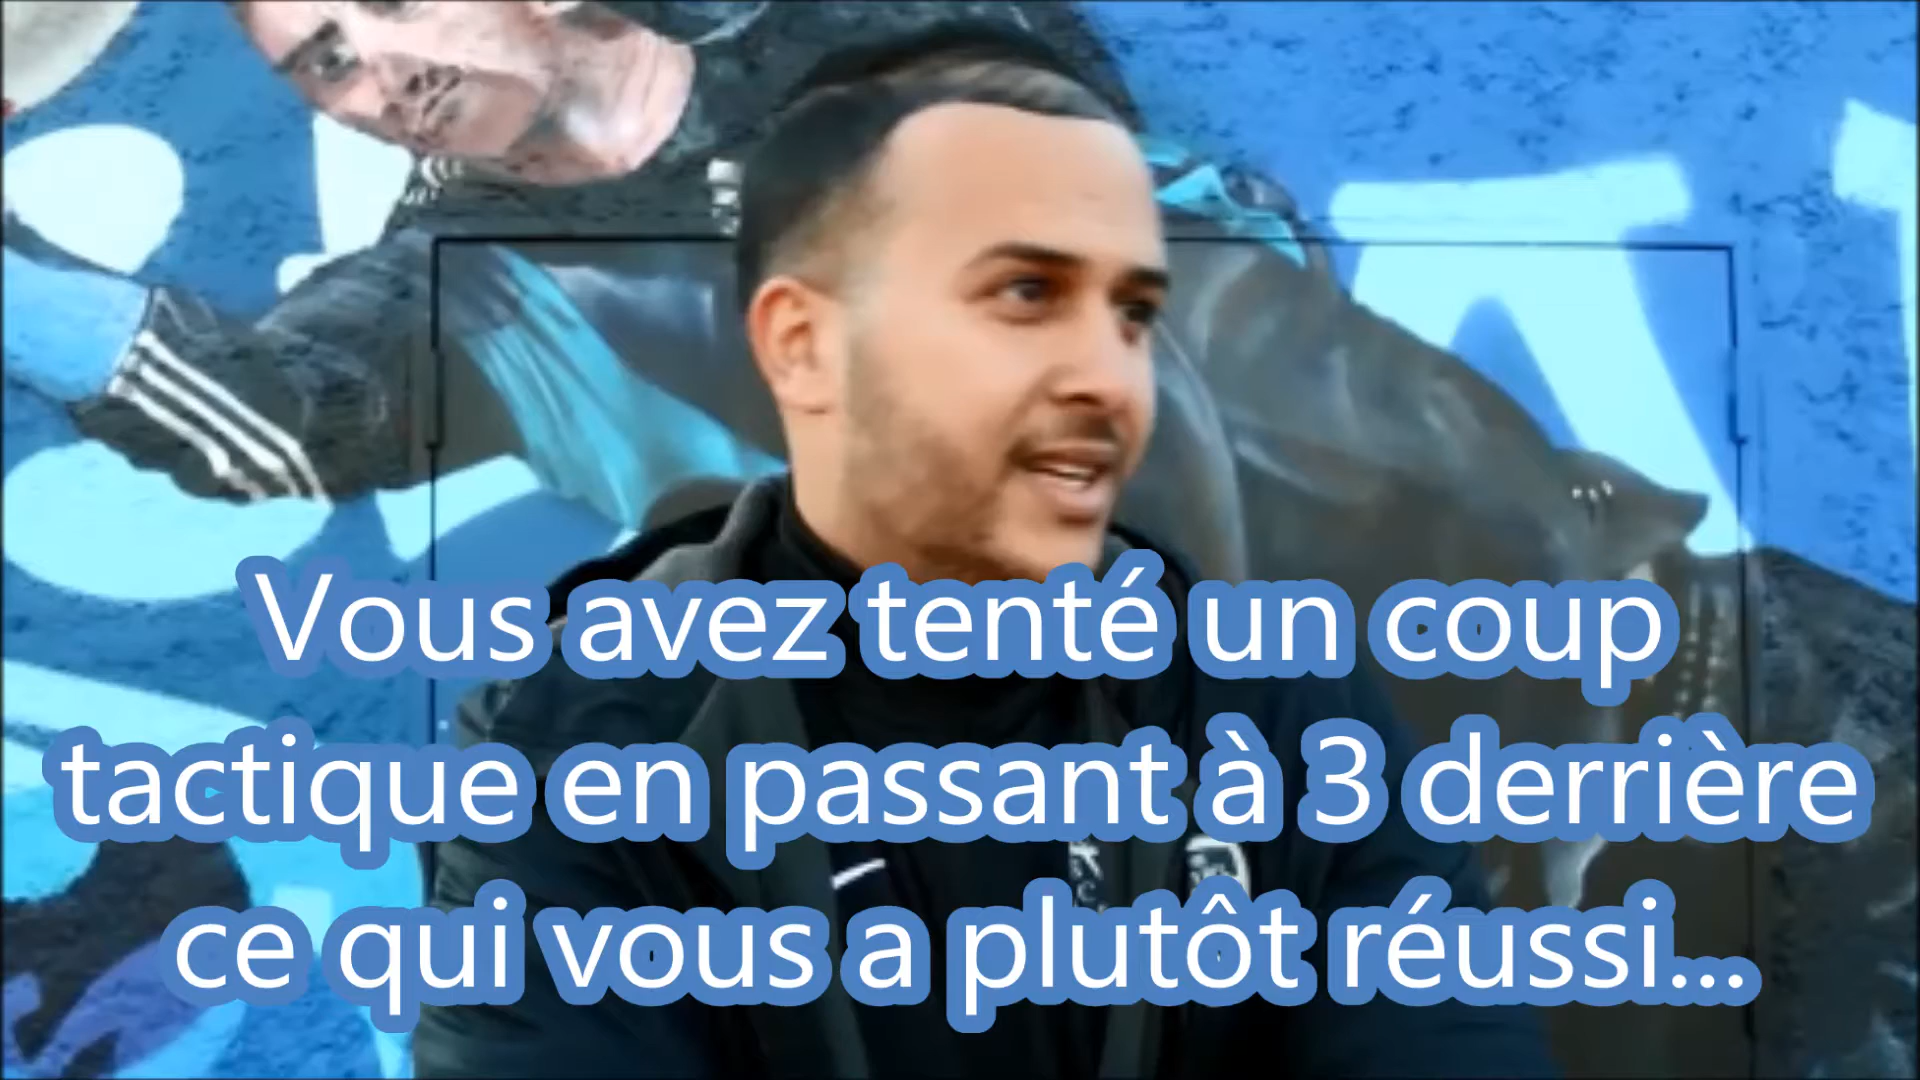 Vous avez tenté un coup
tactique en passant à 3 derrière
ce qui vous a plutôt réussi...